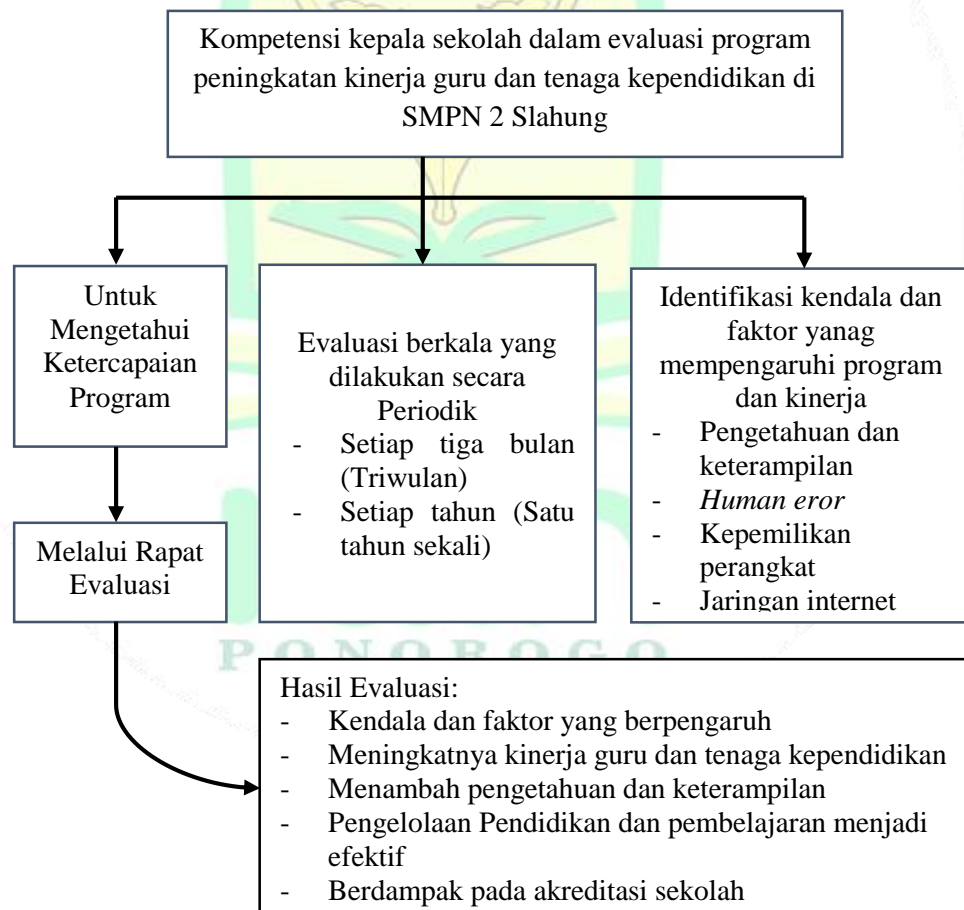 Kompetensi kepala sekolah dalam evaluasi program
peningkatan kinerja guru dan tenaga kependidikan di
SMPN 2 Slahung
Untuk
Mengetahui
Ketercapaian
Program
Melalui Rapat
Evaluasi
Evaluasi berkala yang
dilakukan secara
Periodik
- Setiap tiga bulan
(Triwulan)
- Setiap tahun (Satu
tahun sekali)
Identifikasi kendala dan
faktor yanag
mempengaruhi program
dan kinerja
- Pengetahuan dan
keterampilan
- Human eror
- Kepemilikan
perangkat
- Jaringan internet
PONOROGO
Hasil Evaluasi:
- Kendala dan faktor yang berpengaruh
- Meningkatnya kinerja guru dan tenaga kependidikan
- Menambah pengetahuan dan keterampilan
- Pengelolaan Pendidikan dan pembelajaran menjadi
efektif
- Berdampak pada akreditasi sekolah